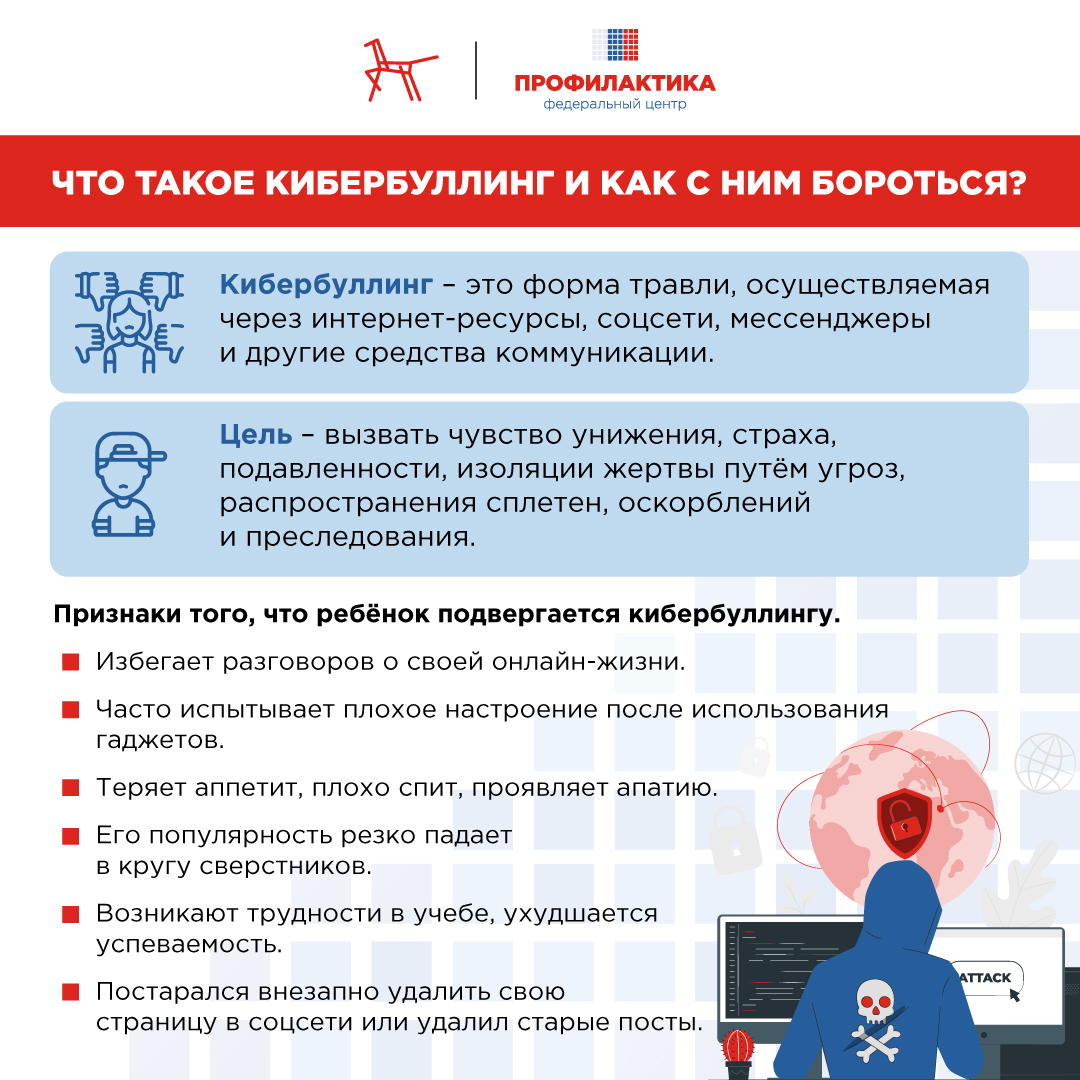 ПРОФИЛАКТИКА
федеральный центр
ЧТО ТАКОЕ КИБЕРБУЛЛИНГ И КАК С НИМ БОРОТЬСЯ?
Кибербуллинг – это форма травли, осуществляемая
через интернет-ресурсы, соцсети, мессенджеры
и другие средства коммуникации.
Цель – вызвать чувство унижения, страха,
подавленности, изоляции жертвы путём угроз,
распространения сплетен, оскорблений
и преследования.
Признаки того, что ребёнок подвергается кибербуллингу.
Избегает разговоров о своей онлайн-жизни.
Часто испытывает плохое настроение после использования
гаджетов.
Теряет аппетит, плохо спит, проявляет апатию.
Его популярность резко падает
в кругу сверстников.
Возникают трудности в учебе, ухудшается
успеваемость.
Постарался внезапно удалить свою
страницу в соцсети или удалил старые посты.
ATTACK